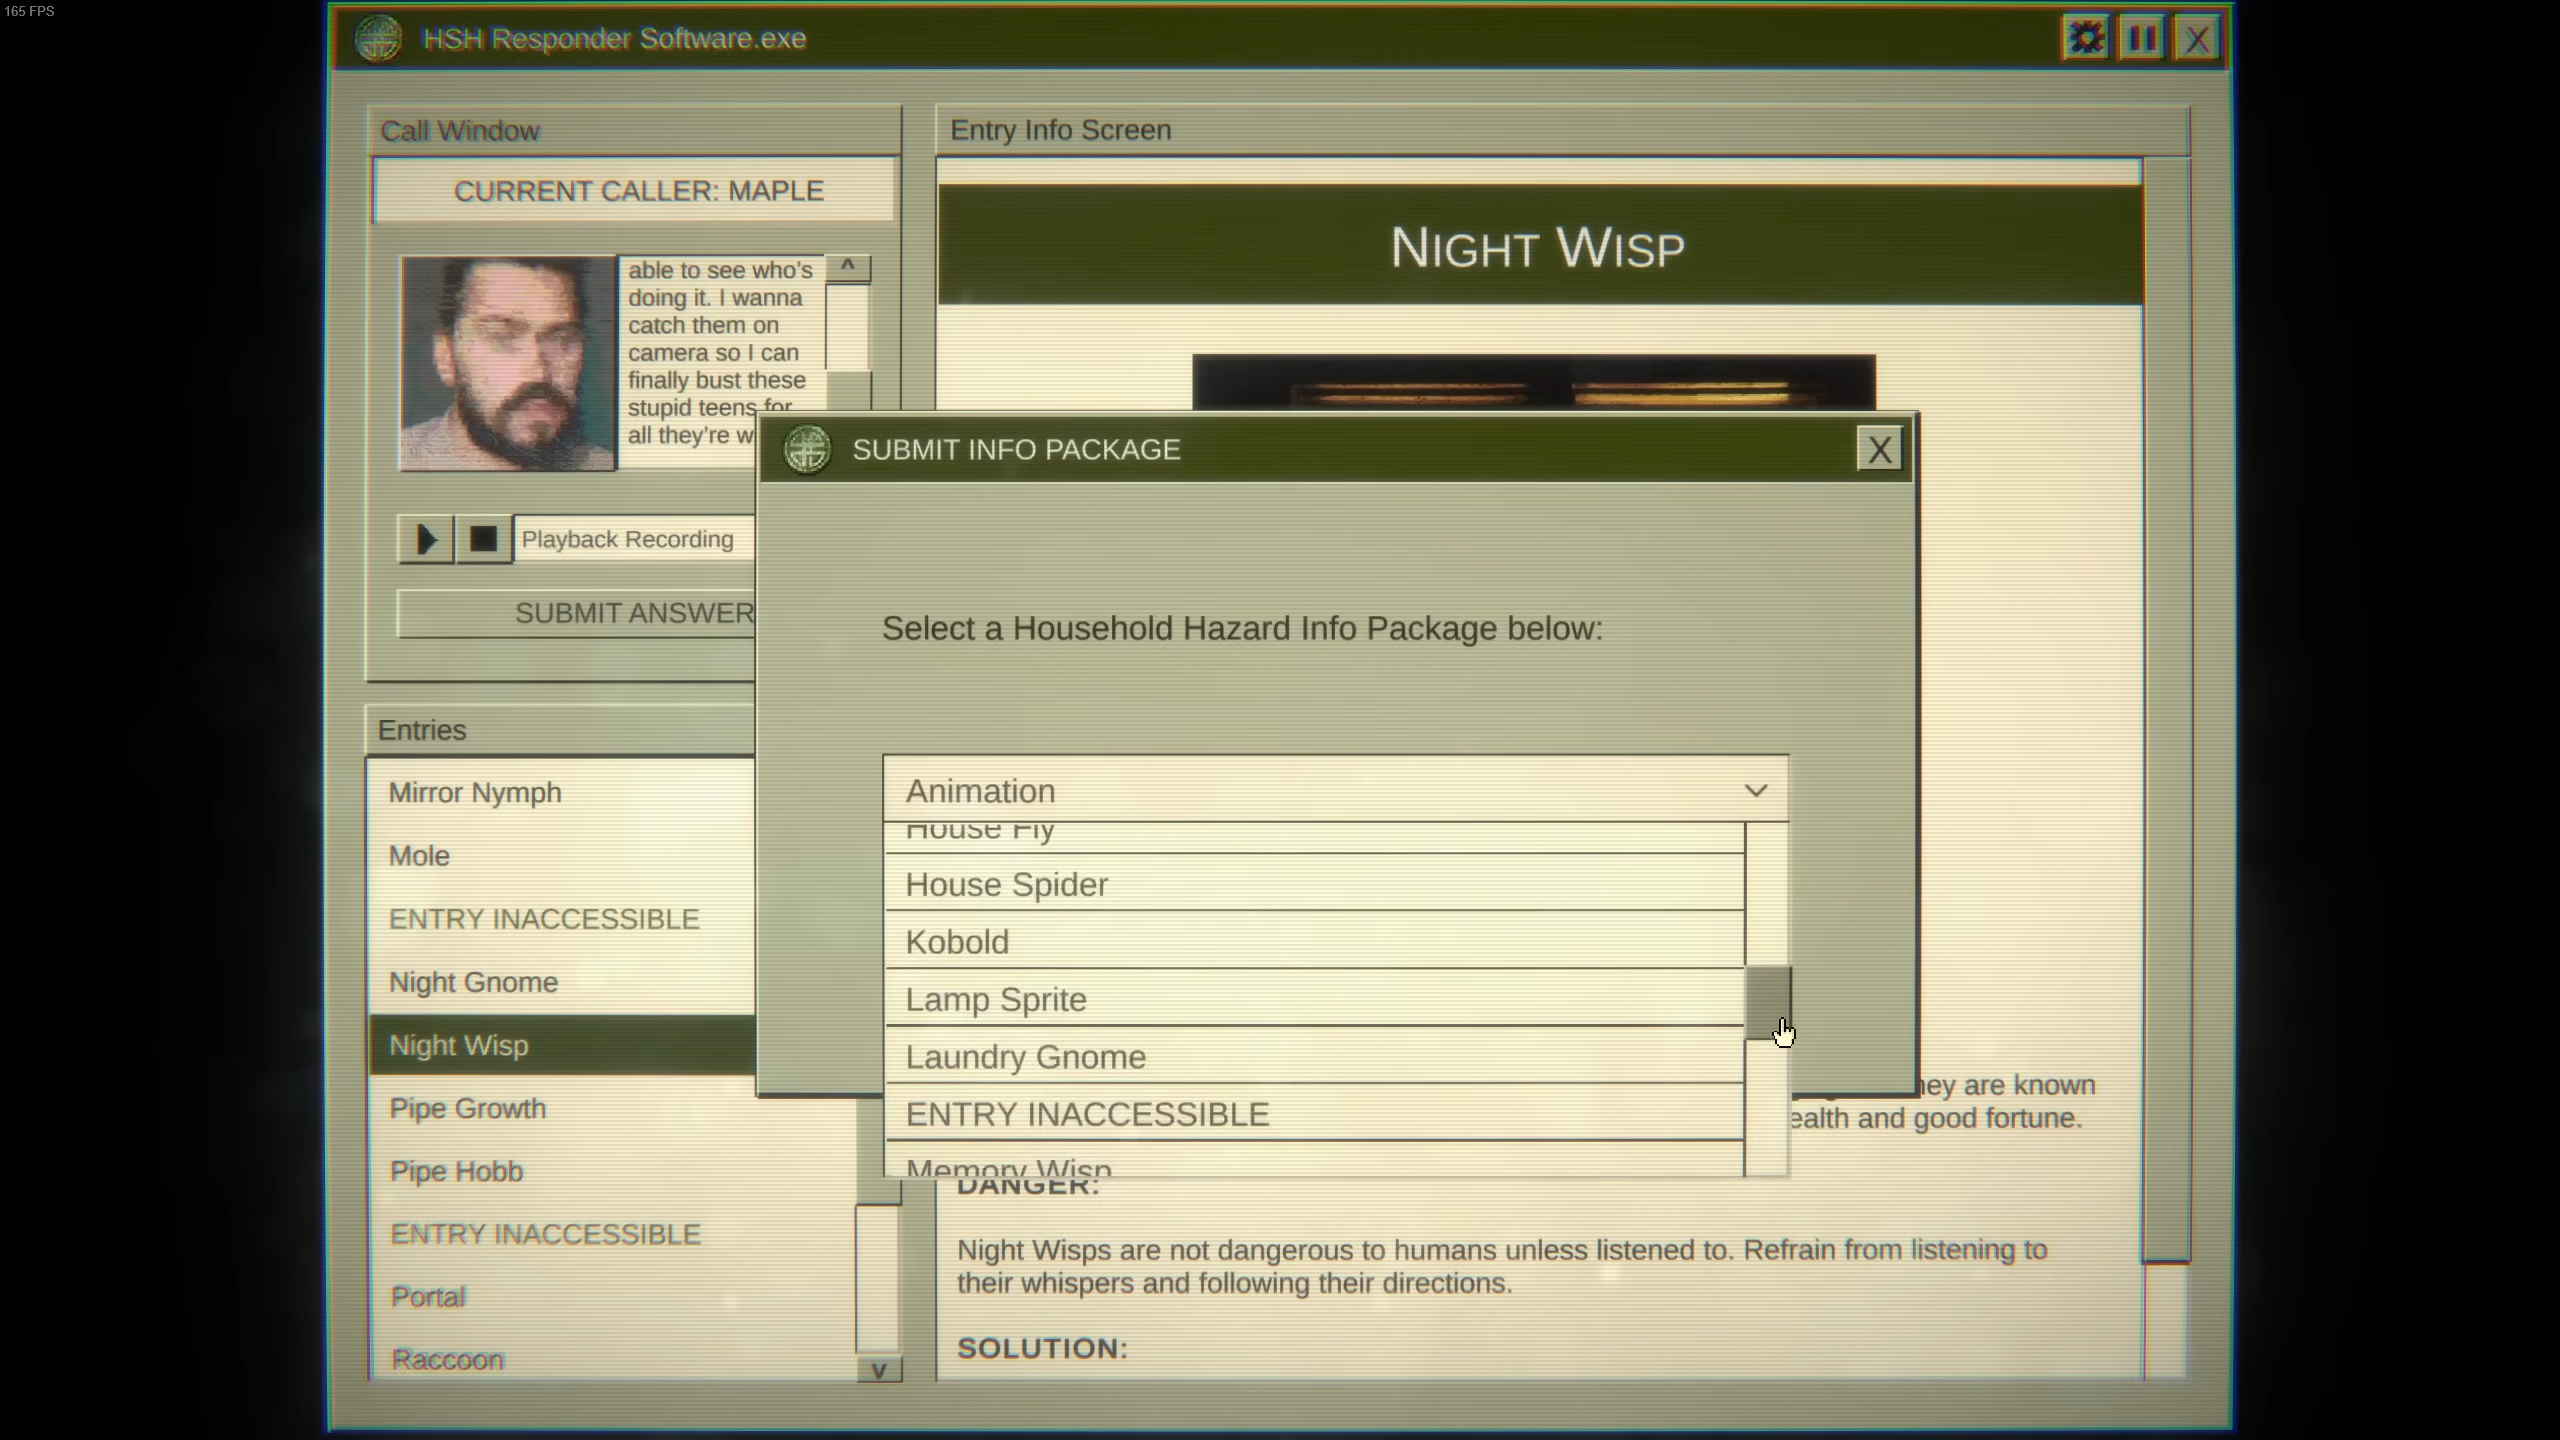 165 FPS
HSH Responder Software.exe
X
Call Window
CURRENT CALLER: MAPLE
able to see who's
doing it. I wanna
catch them on
camera so I can
finally bust these
stupid teens for
all they're w
^
Playback Recording
SUBMIT ANSWER
Entries
Mirror Nymph
Mole
ENTRY INACCESSIBLE
Night Gnome
Night Wisp
Pipe Growth
Pipe Hobb
ENTRY INACCESSIBLE
Portal
Raccoon
v
Entry Info Screen
NIGHT WISP
SUBMIT INFO PACKAGE
X
Select a Household Hazard Info Package below:
Animation
House Fly
House Spider
Kobold
Lamp Sprite
Laundry Gnome
ENTRY INACCESSIBLE
Memory Wisp
hey are known
ealth and good fortune.
DANGER:
Night Wisps are not dangerous to humans unless listened to. Refrain from listening to
their whispers and following their directions.
SOLUTION: